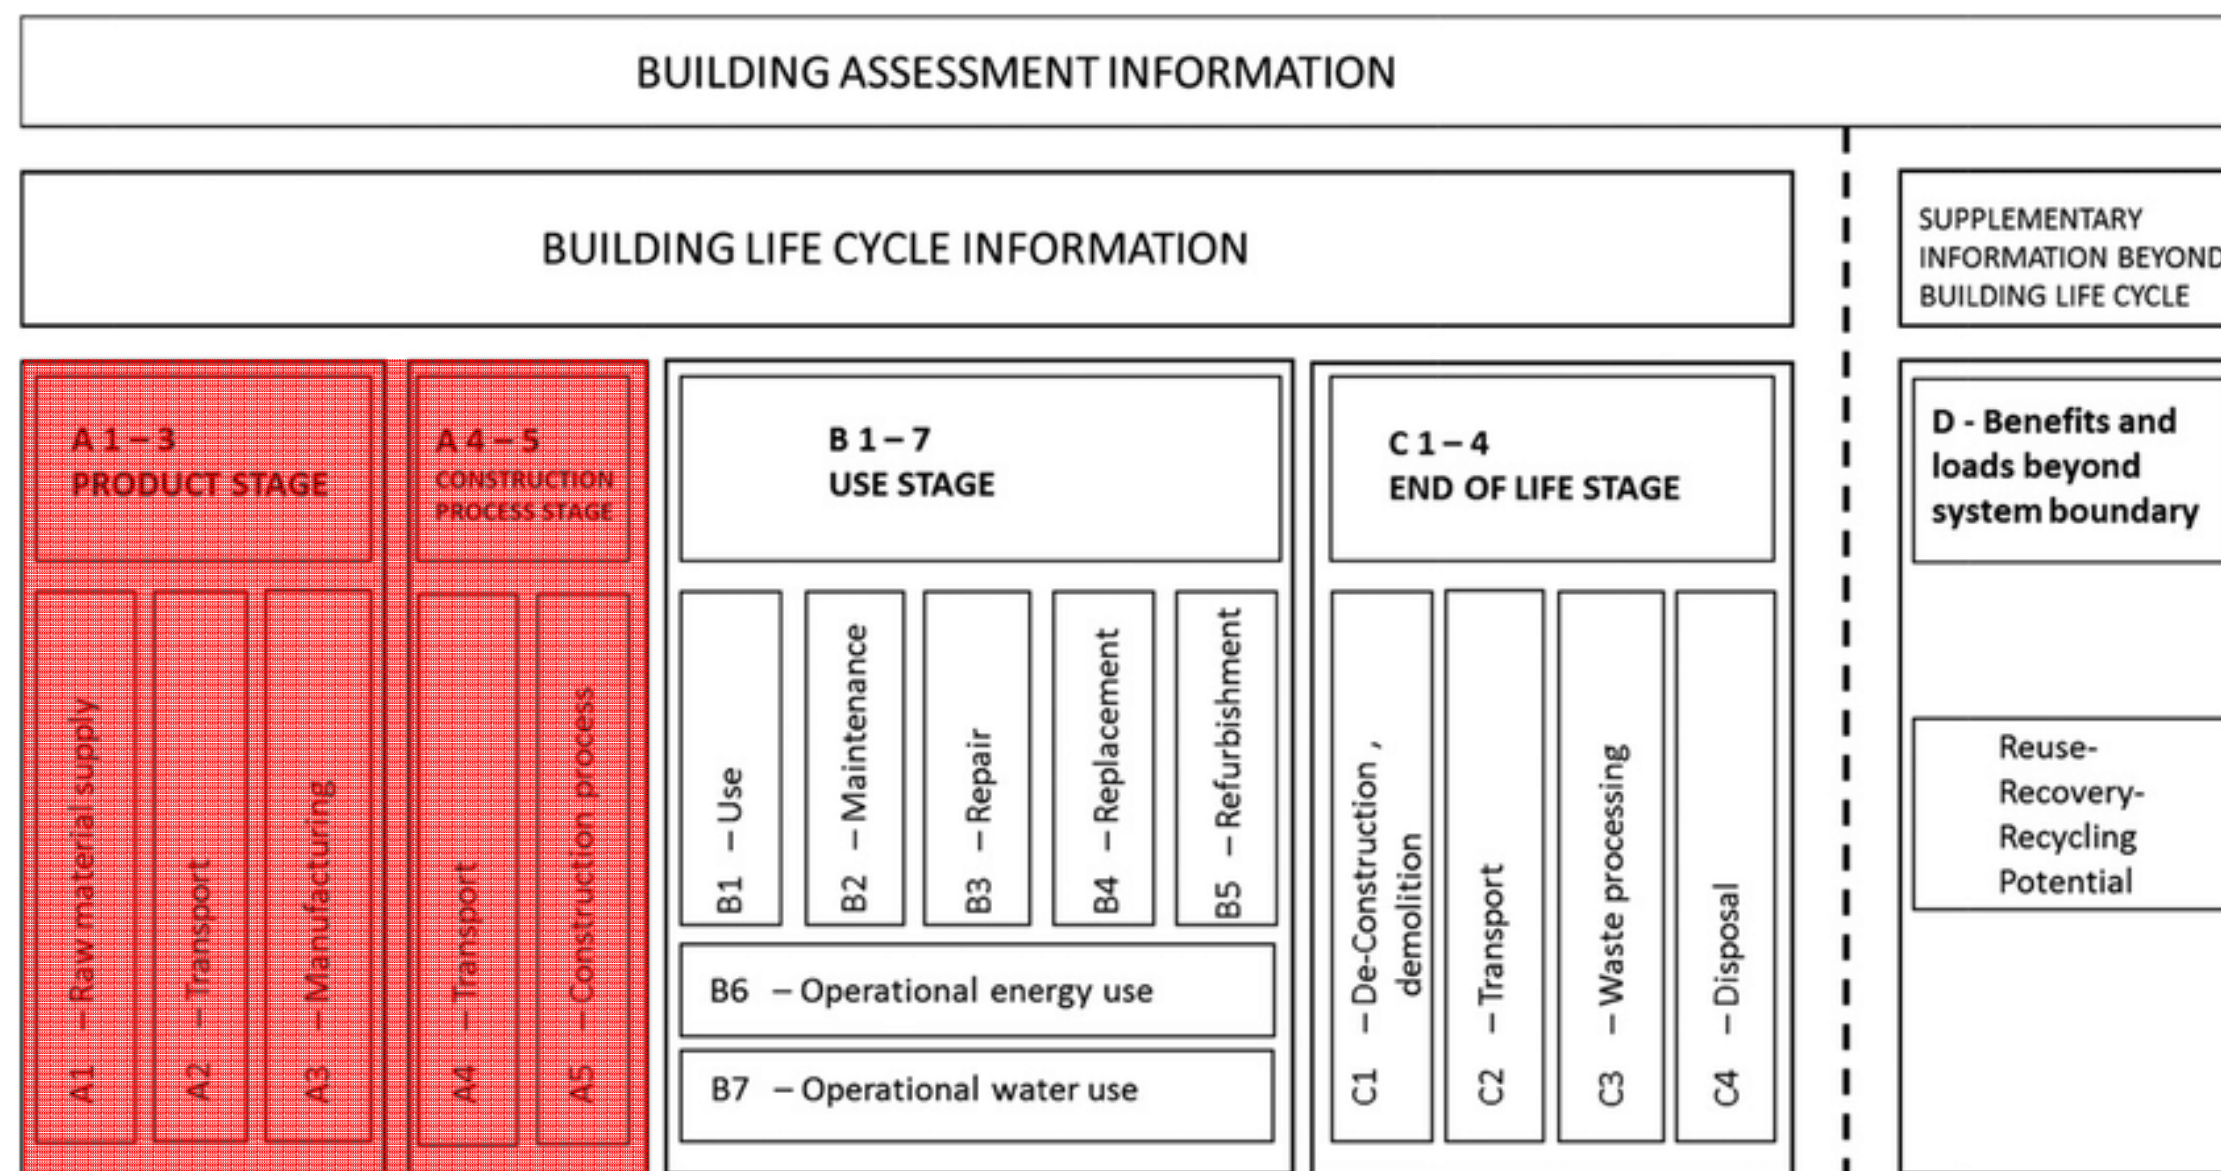 BUILDING ASSESSMENT INFORMATION
BUILDING LIFE CYCLE INFORMATION
SUPPLEMENTARY
INFORMATION BEYOND
BUILDING LIFE CYCLE
A 1 – 3
PRODUCT STAGE
A 4 – 5
CONSTRUCTION
PROCESS STAGE
B 1 – 7
USE STAGE
C 1 – 4
END OF LIFE STAGE
D - Benefits and
loads beyond
system boundary
A1 – Raw material supply
A2 – Transport
A3 – Manufacturing
A4 – Transport
A5 – Construction process
B1 – Use
B2 – Maintenance
B3 – Repair
B4 – Replacement
B5 – Refurbishment
B6 – Operational energy use
B7 – Operational water use
C1 – De-Construction ,
demolition
C2 – Transport
C3 – Waste processing
C4 – Disposal
Reuse-
Recovery-
Recycling
Potential